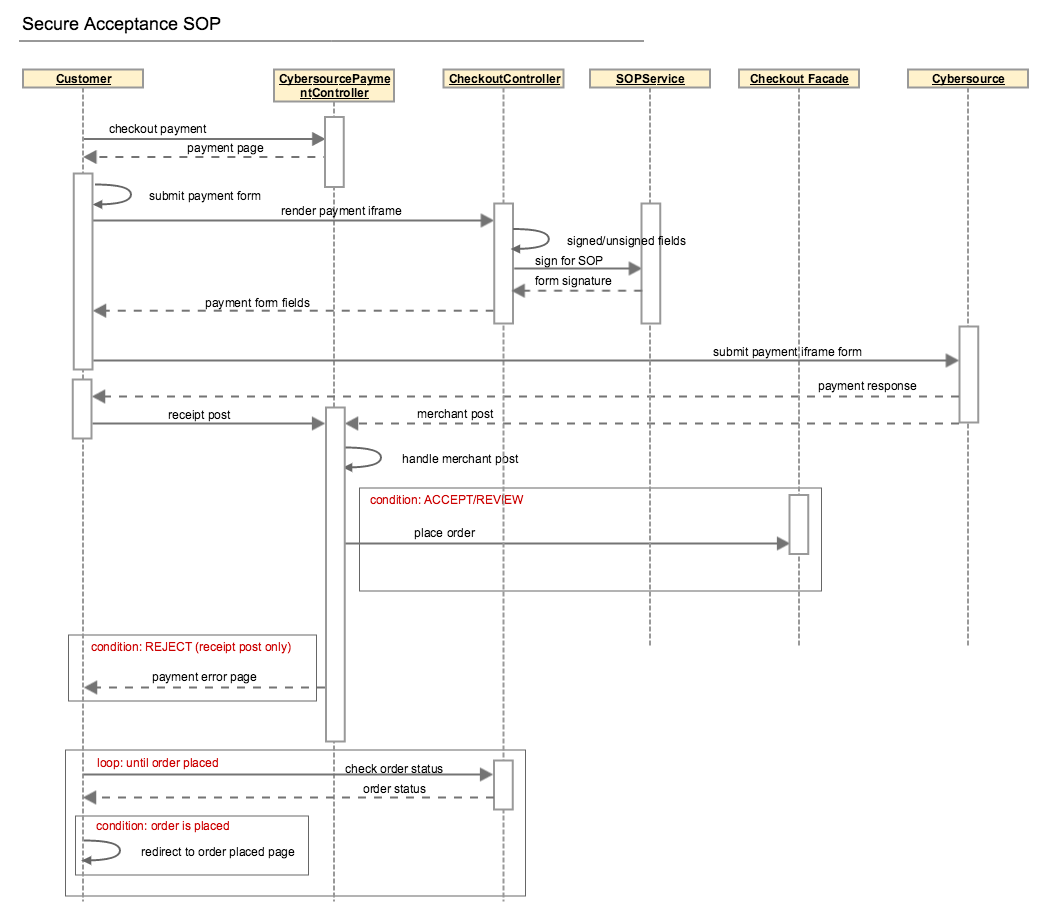 Secure Acceptance SOP
Customer
CybersourcePayme
ntController
CheckoutController
SOPService
Checkout Facade
Cybersource
checkout payment
payment page
submit payment form
render payment iframe
signed/unsigned fields
sign for SOP
form signature
payment form fields
submit payment iframe form
payment response
receipt post
merchant post
handle merchant post
condition: ACCEPT/REVIEW
place order
condition: REJECT (receipt post only)
payment error page
loop: until order placed
check order status
order status
condition: order is placed
redirect to order placed page